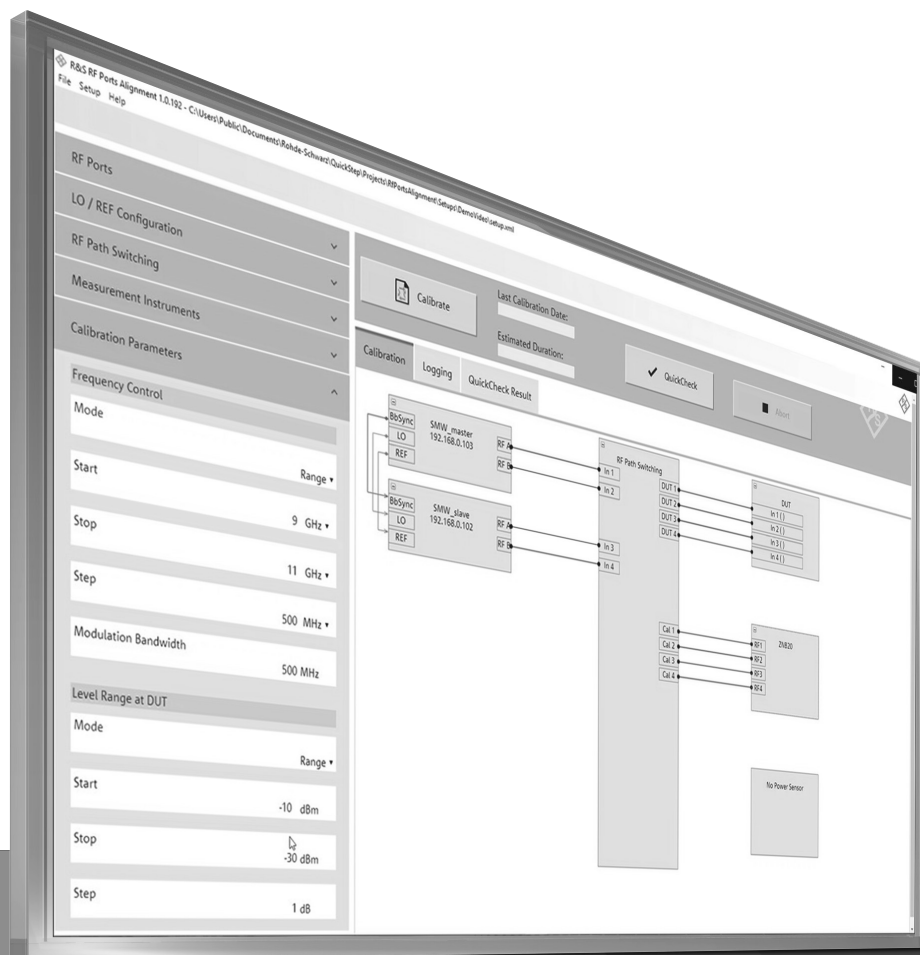 R&S RF Ports Alignment 1.0.192 - C:\Users\Public\Documents\Rohde-Schwarz\QuickStep\Projects\RfPortsAlignment\Setups\DemoVideo\setup.xml
File Setup Help
RF Ports
LO / REF Configuration
RF Path Switching
Measurement Instruments
Calibration Parameters
Frequency Control
Mode
Range
Start
9 GHz
Stop
11 GHz
Step
500 MHz
Modulation Bandwidth
500 MHz
Level Range at DUT
Mode
Range
Start
-10 dBm
Stop
-30 dBm
Step
1 dB
Calibrate
Last Calibration Date:
Estimated Duration:
QuickCheck
Abort
Calibration
Logging
QuickCheck Result
BbSync
LO
REF
SMW_master
192.168.0.103
RF A
RF B
BbSync
LO
REF
SMW_slave
192.168.0.102
RF A
RF B
RF Path Switching
In 1
In 2
In 3
In 4
DUT 1
DUT 2
DUT 3
DUT 4
Cal 1
Cal 2
Cal 3
Cal 4
DUT
In 1 ( )
In 2 ( )
In 3 ( )
In 4 ( )
ZNB20
RF1
RF2
RF3
RF4
No Power Sensor